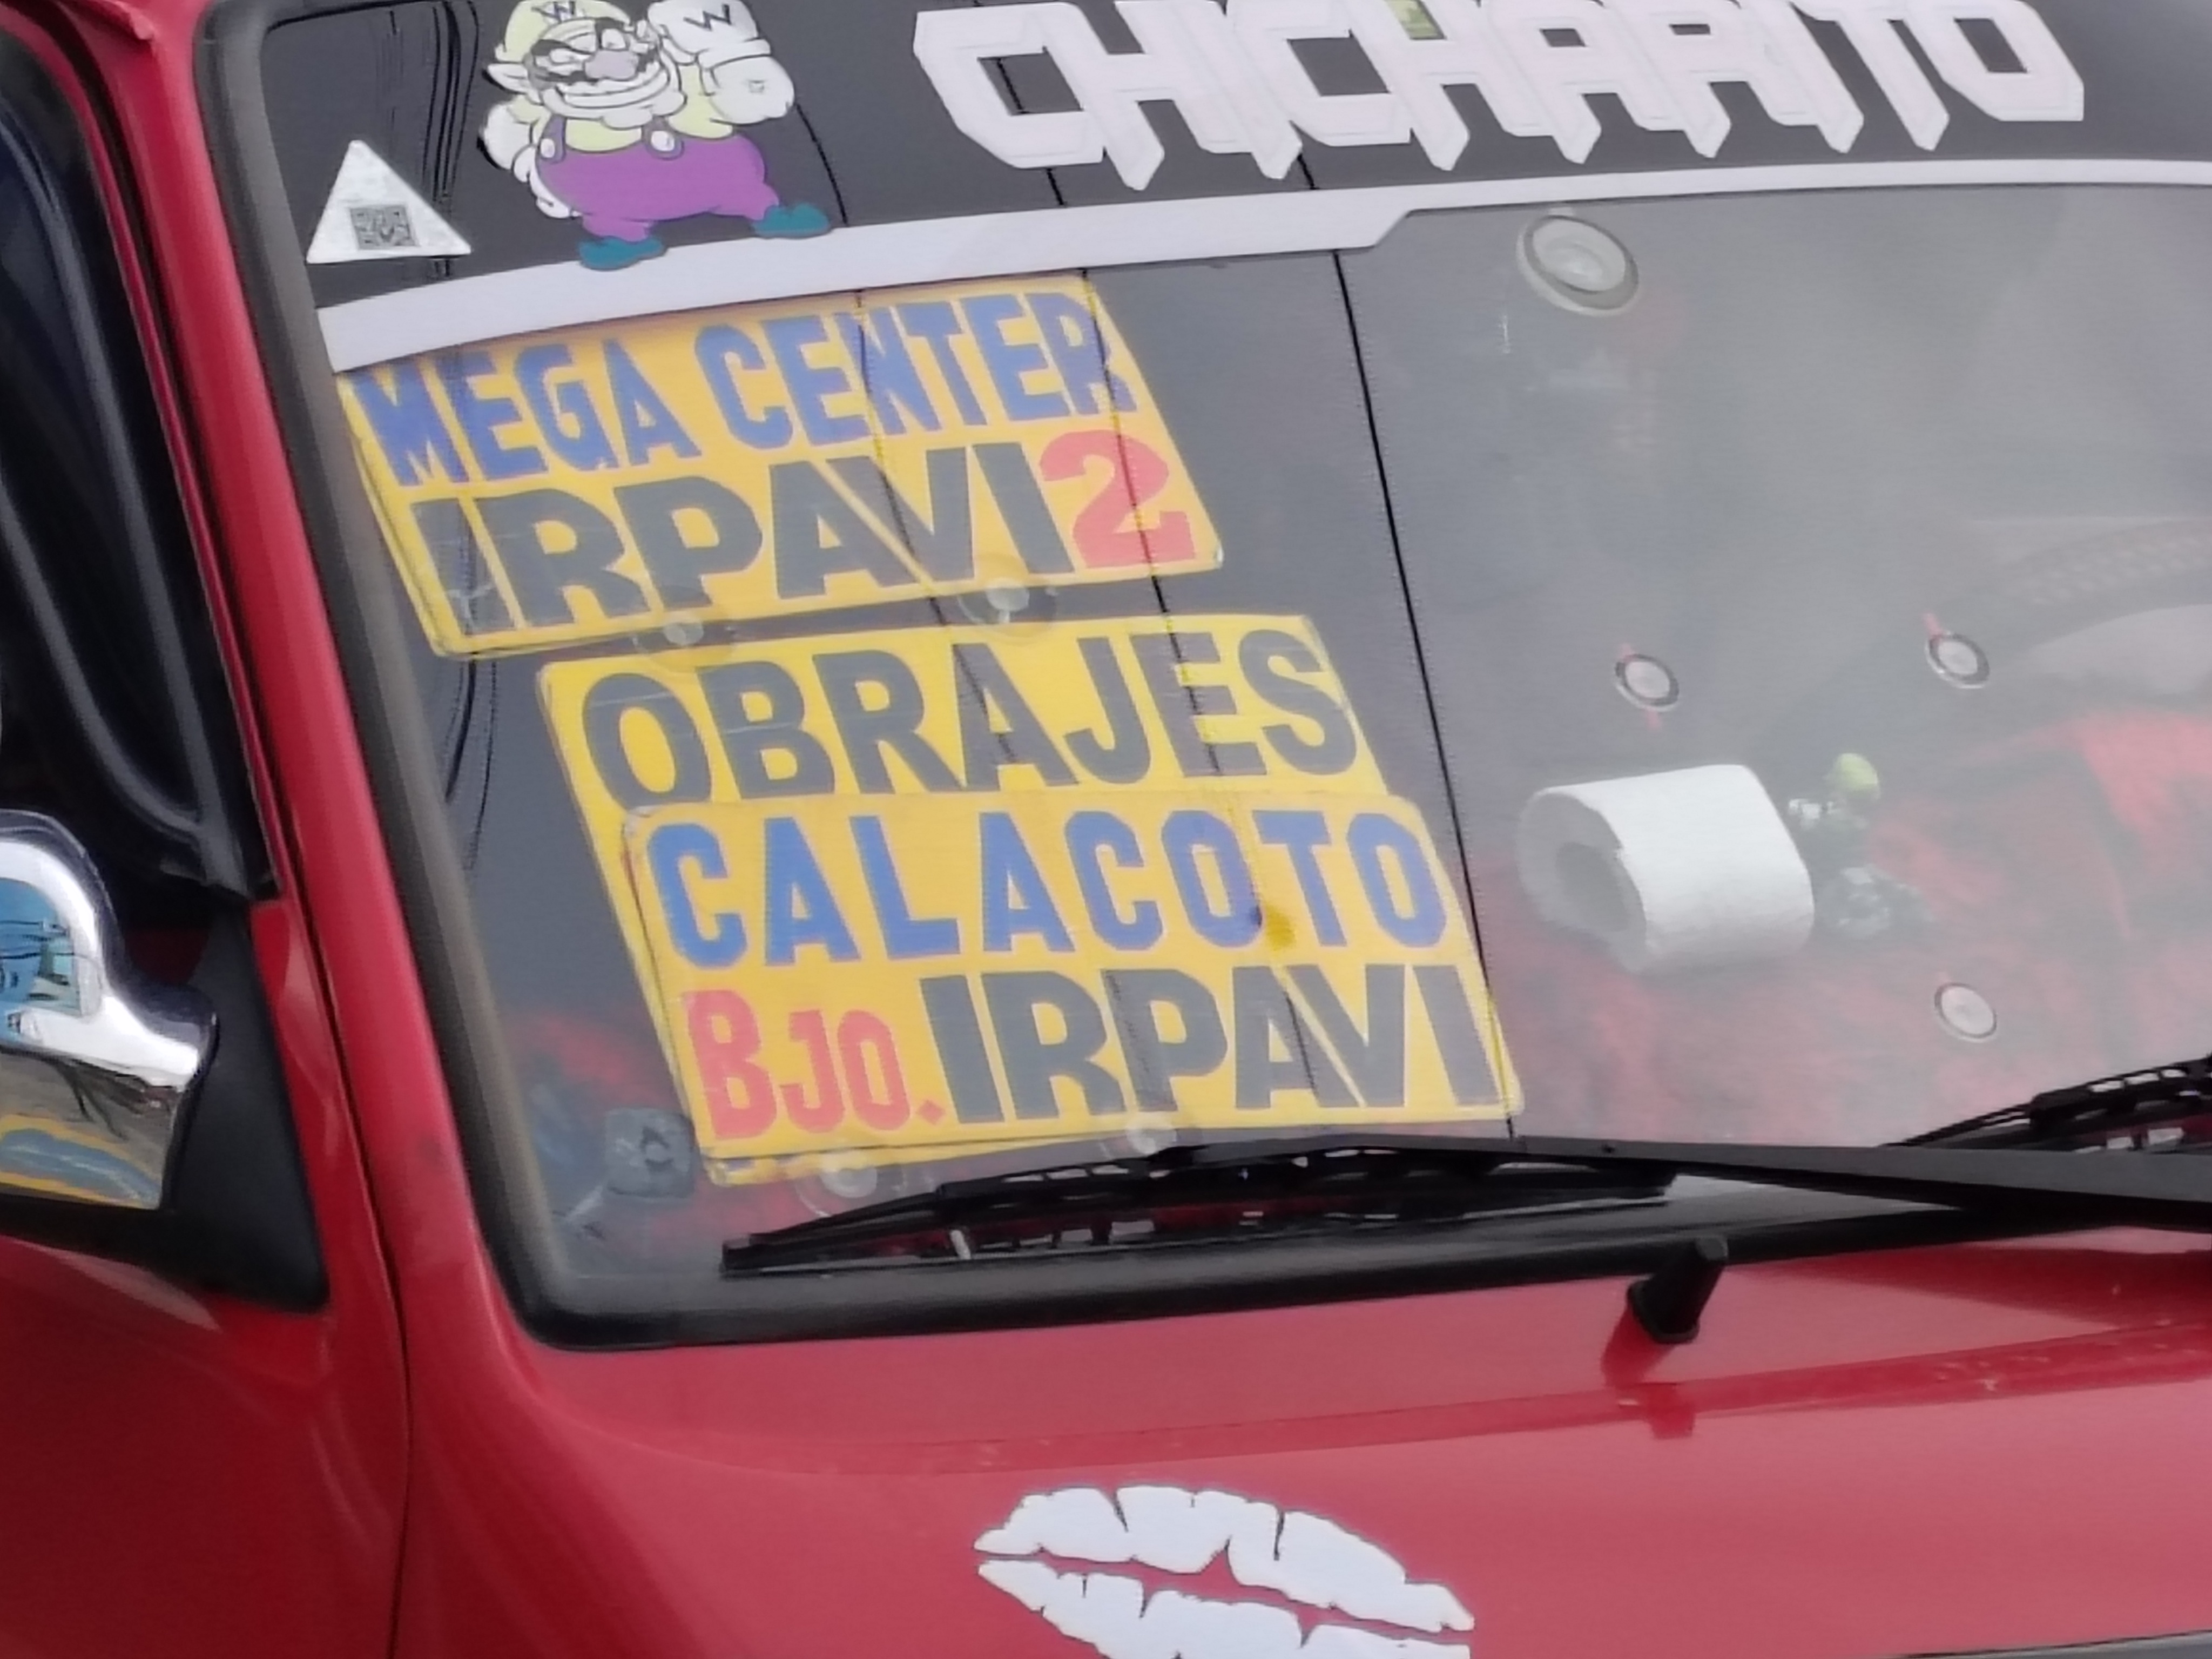 W
W
CHICHARITO
MEGA CENTER
IRPAVI 2
OBRAJES
CALACOTO
BJO. IRPAVI